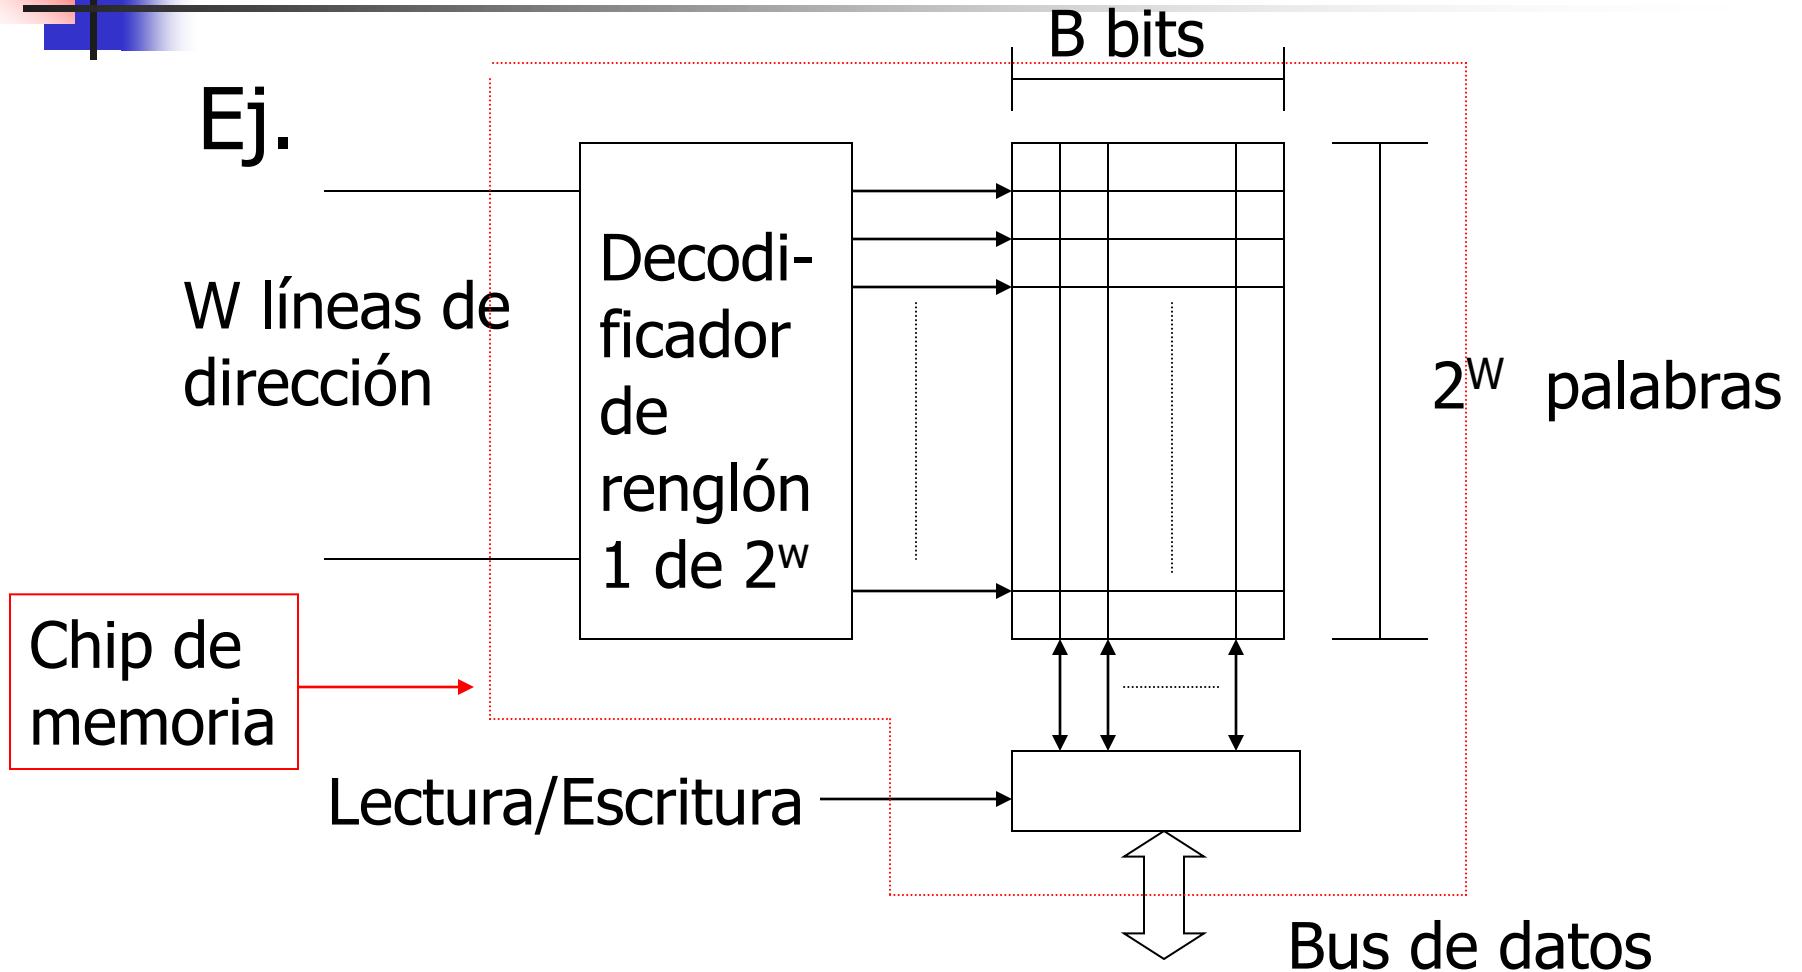 B bits
Ej.
W líneas de
dirección
Decodi-
ficador
de
renglón
1 de 2ᵂ
2ᵂ palabras
Chip de
memoria
Lectura/Escritura
Bus de datos